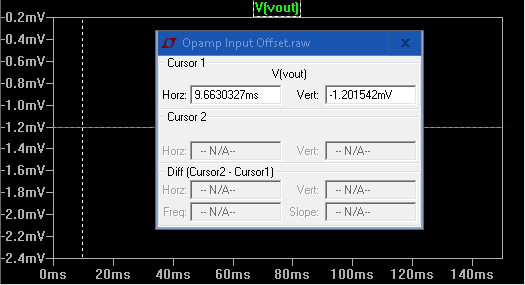 V(vout)
-0.2mV
-0.4mV
-0.6mV
-0.8mV
-1.0mV
-1.2mV
-1.4mV
-1.6mV
-1.8mV
-2.0mV
-2.2mV
-2.4mV
Opamp Input Offset.raw
x
Cursor 1
V(vout)
Horz: 9.6630327ms Vert: -1.201542mV
Cursor 2
Horz: -- N/A-- Vert: -- N/A--
Diff (Cursor2 - Cursor1)
Horz: -- N/A-- Vert: -- N/A--
Freq: -- N/A-- Slope: -- N/A--
0ms 20ms 40ms 60ms 80ms 100ms 120ms 140ms